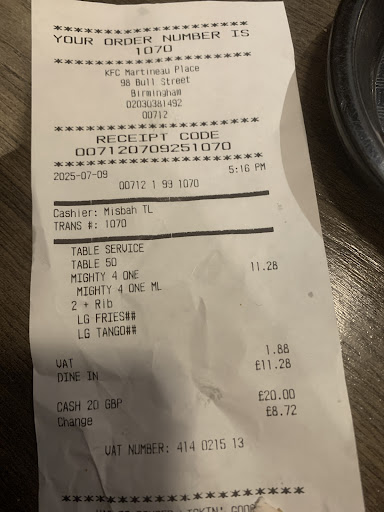 *********************
YOUR ORDER NUMBER IS
1070
*********************
KFC Martineau Place
98 Bull Street
Birmingham
02030381492
00712
*********************
RECEIPT CODE
007120709251070
*********************
2025-07-09 5:16 PM
00712 1 99 1070
Cashier: Misbah TL
TRANS #: 1070
TABLE SERVICE
TABLE 50
MIGHTY 4 ONE 11.28
MIGHTY 4 ONE ML
2 + Rib
LG FRIES##
LG TANGO##
VAT 1.88
DINE IN £11.28
CASH 20 GBP £20.00
Change £8.72
VAT NUMBER: 414 0215 13
*********************